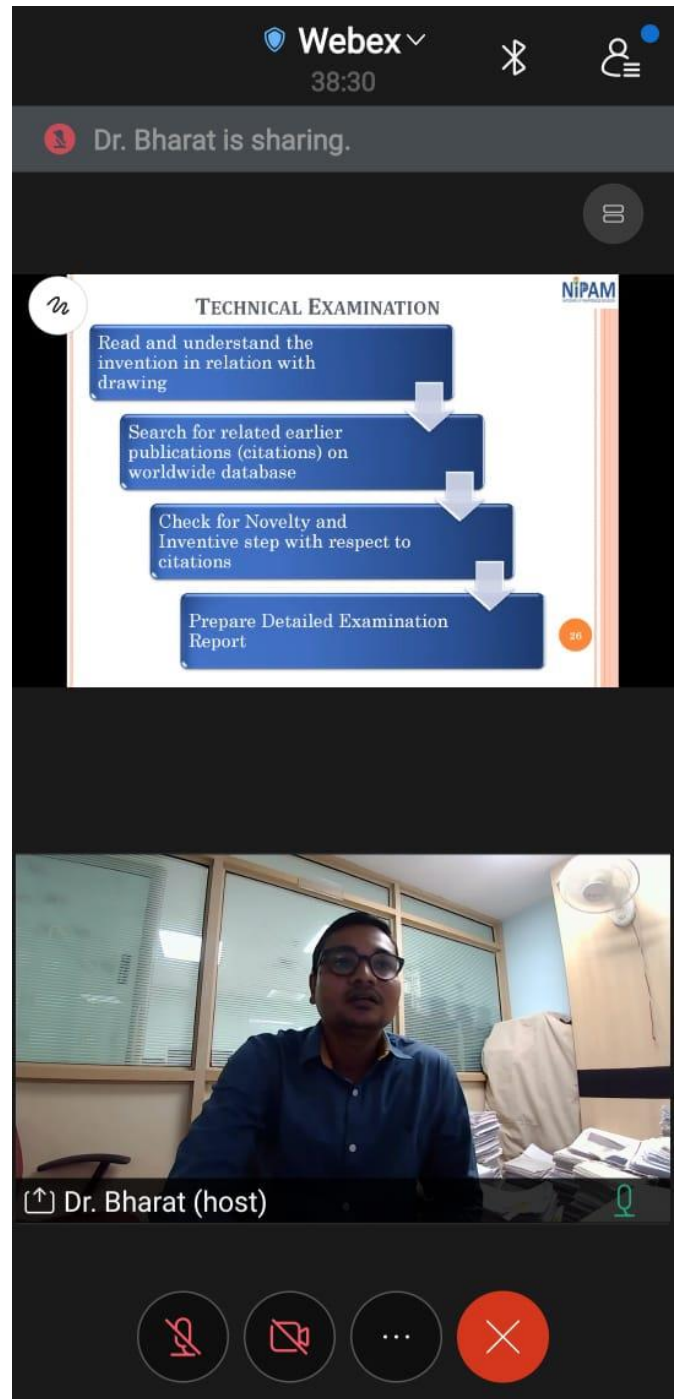 Webex
38:30
Dr. Bharat is sharing.
NIPAM
TECHNICAL EXAMINATION
Read and understand the
invention in relation with
drawing
Search for related earlier
publications (citations) on
worldwide database
Check for Novelty and
Inventive step with respect to
citations
Prepare Detailed Examination
Report
26
Dr. Bharat (host)